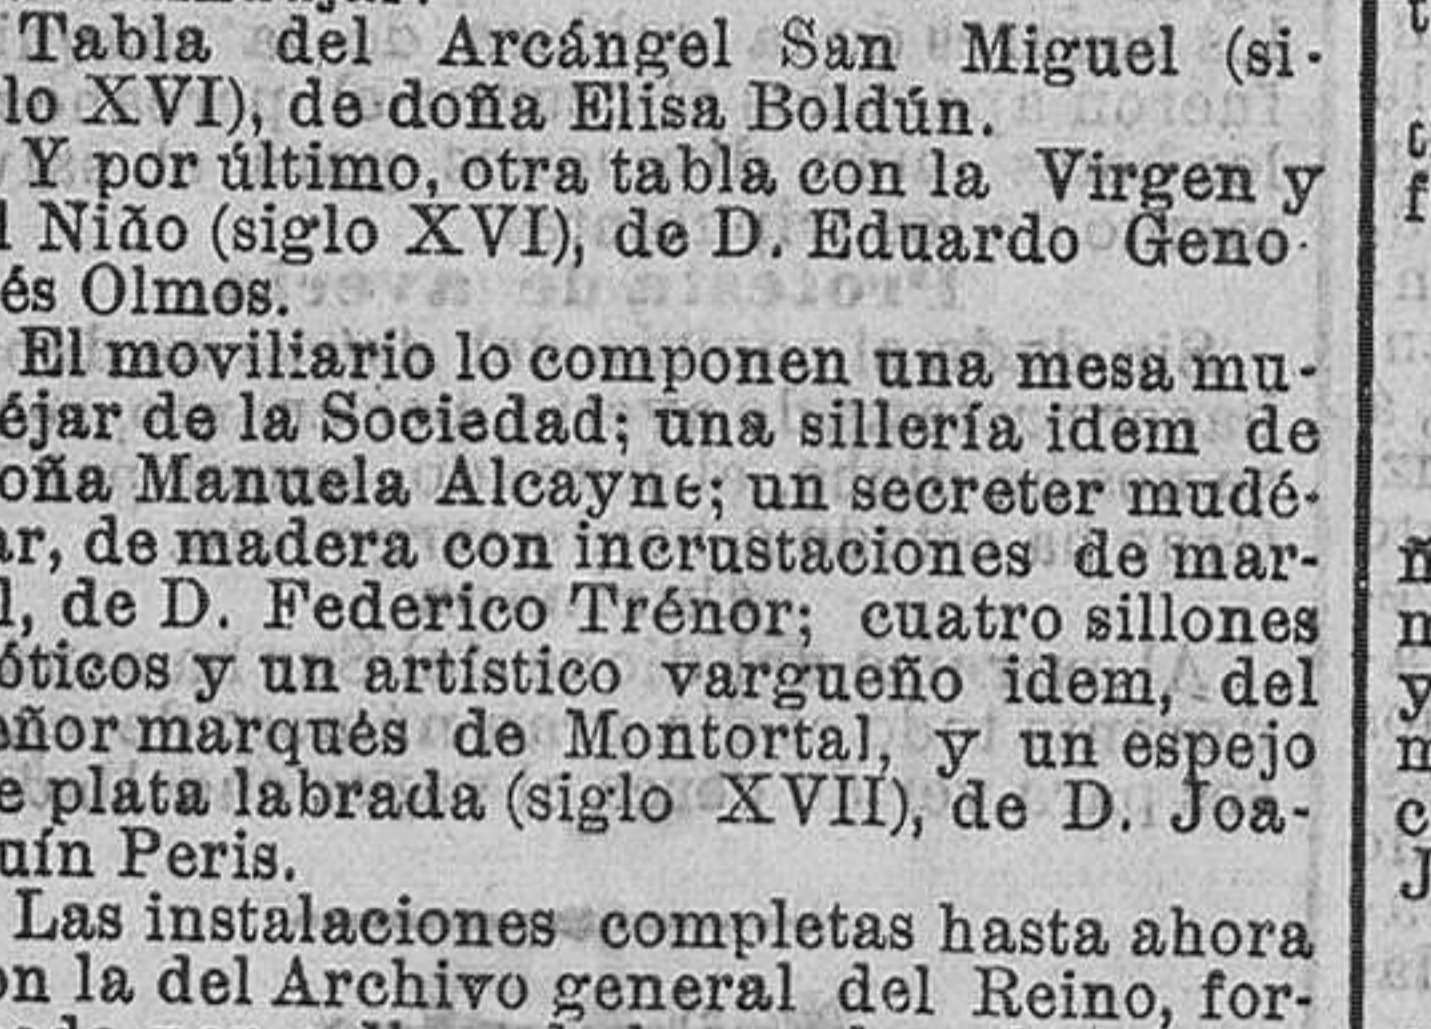 Tabla del Arcángel San Miguel (si-
lo XVI), de doña Elisa Boldún.
Y por último, otra tabla con la Virgen y
l Niño (siglo XVI), de D. Eduardo Geno-
és Olmos.
El moviliario lo componen una mesa mu-
éjar de la Sociedad; una sillería idem de
oña Manuela Alcayne; un secreter mudé-
ar, de madera con incrustaciones de mar-
l, de D. Federico Trénor; cuatro sillones
óticos y un artístico vargueño idem, del
eñor marqués de Montortal, y un espejo
e plata labrada (siglo XVII), de D. Joa-
uín Peris.
Las instalaciones completas hasta ahora
on la del Archivo general del Reino, for-